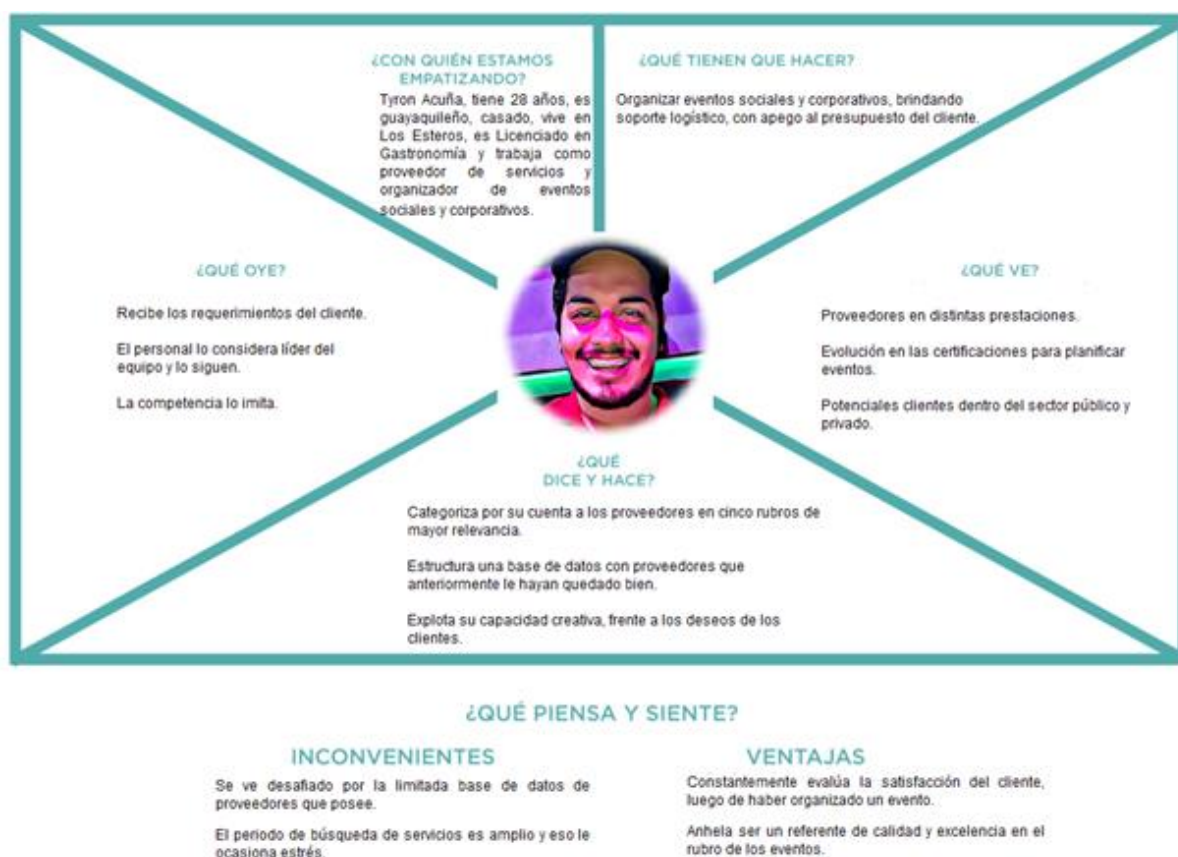 ¿CON QUIÉN ESTAMOS
EMPATIZANDO?
Tyron Acuña, tiene 28 años, es
guayaquileño, casado, vive en
Los Esteros, es Licenciado en
Gastronomía y trabaja como
proveedor de servicios y
organizador de eventos
sociales y corporativos.
¿QUÉ TIENEN QUE HACER?
Organizar eventos sociales y corporativos, brindando
soporte logístico, con apego al presupuesto del cliente.
¿QUÉ OYE?
Recibe los requerimientos del cliente.
El personal lo considera líder del
equipo y lo siguen.
La competencia lo imita.
¿QUÉ VE?
Proveedores en distintas prestaciones.
Evolución en las certificaciones para planificar
eventos.
Potenciales clientes dentro del sector público y
privado.
¿QUÉ
DICE Y HACE?
Categoriza por su cuenta a los proveedores en cinco rubros de
mayor relevancia.
Estructura una base de datos con proveedores que
anteriormente le hayan quedado bien.
Explota su capacidad creativa, frente a los deseos de los
clientes.
¿QUÉ PIENSA Y SIENTE?
INCONVENIENTES
Se ve desafiado por la limitada base de datos de
proveedores que posee.
El periodo de búsqueda de servicios es amplio y eso le
ocasiona estrés.
VENTAJAS
Constantemente evalúa la satisfacción del cliente,
luego de haber organizado un evento.
Anhela ser un referente de calidad y excelencia en el
rubro de los eventos.